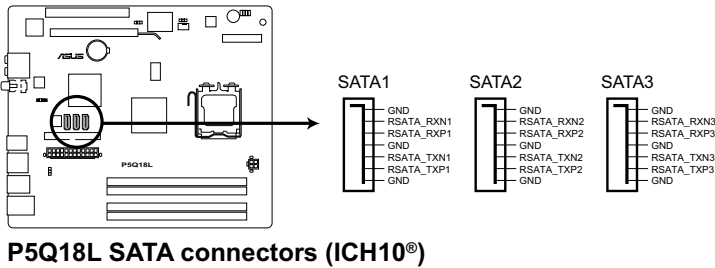 /SUS
P5Q18L
SATA1
GND
RSATA_RXN1
RSATA_RXP1
GND
RSATA_TXN1
RSATA_TXP1
GND
SATA2
GND
RSATA_RXN2
RSATA_RXP2
GND
RSATA_TXN2
RSATA_TXP2
GND
SATA3
GND
RSATA_RXN3
RSATA_RXP3
GND
RSATA_TXN3
RSATA_TXP3
GND
P5Q18L SATA connectors (ICH10®)